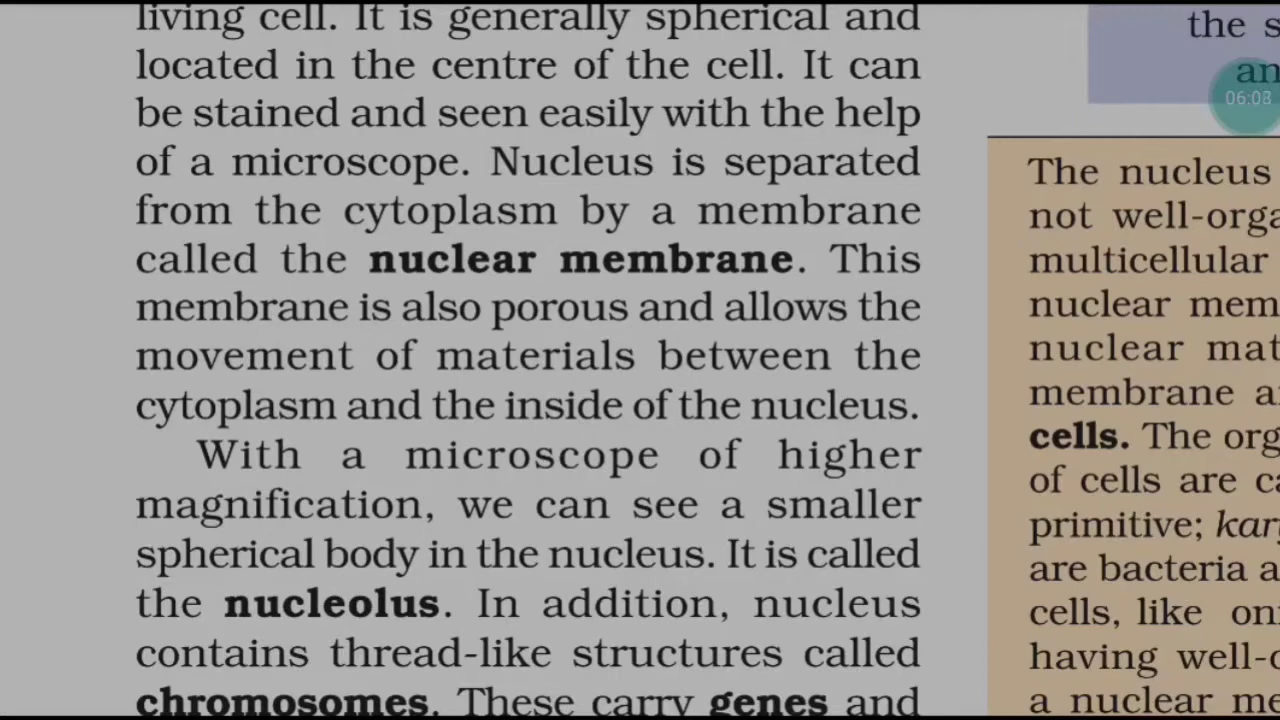 living cell. It is generally spherical and
located in the centre of the cell. It can
be stained and seen easily with the help
of a microscope. Nucleus is separated
from the cytoplasm by a membrane
called the nuclear membrane. This
membrane is also porous and allows the
movement of materials between the
cytoplasm and the inside of the nucleus.
With a microscope of higher
magnification, we can see a smaller
spherical body in the nucleus. It is called
the nucleolus. In addition, nucleus
contains thread-like structures called
chromosomes. These carry genes and
the s
an
06:08
The nucleus
not well-orga
multicellular
nuclear mem
nuclear mat
membrane a
cells. The org
of cells are ca
primitive; kar
are bacteria a
cells, like oni
having well-o
a nuclear me